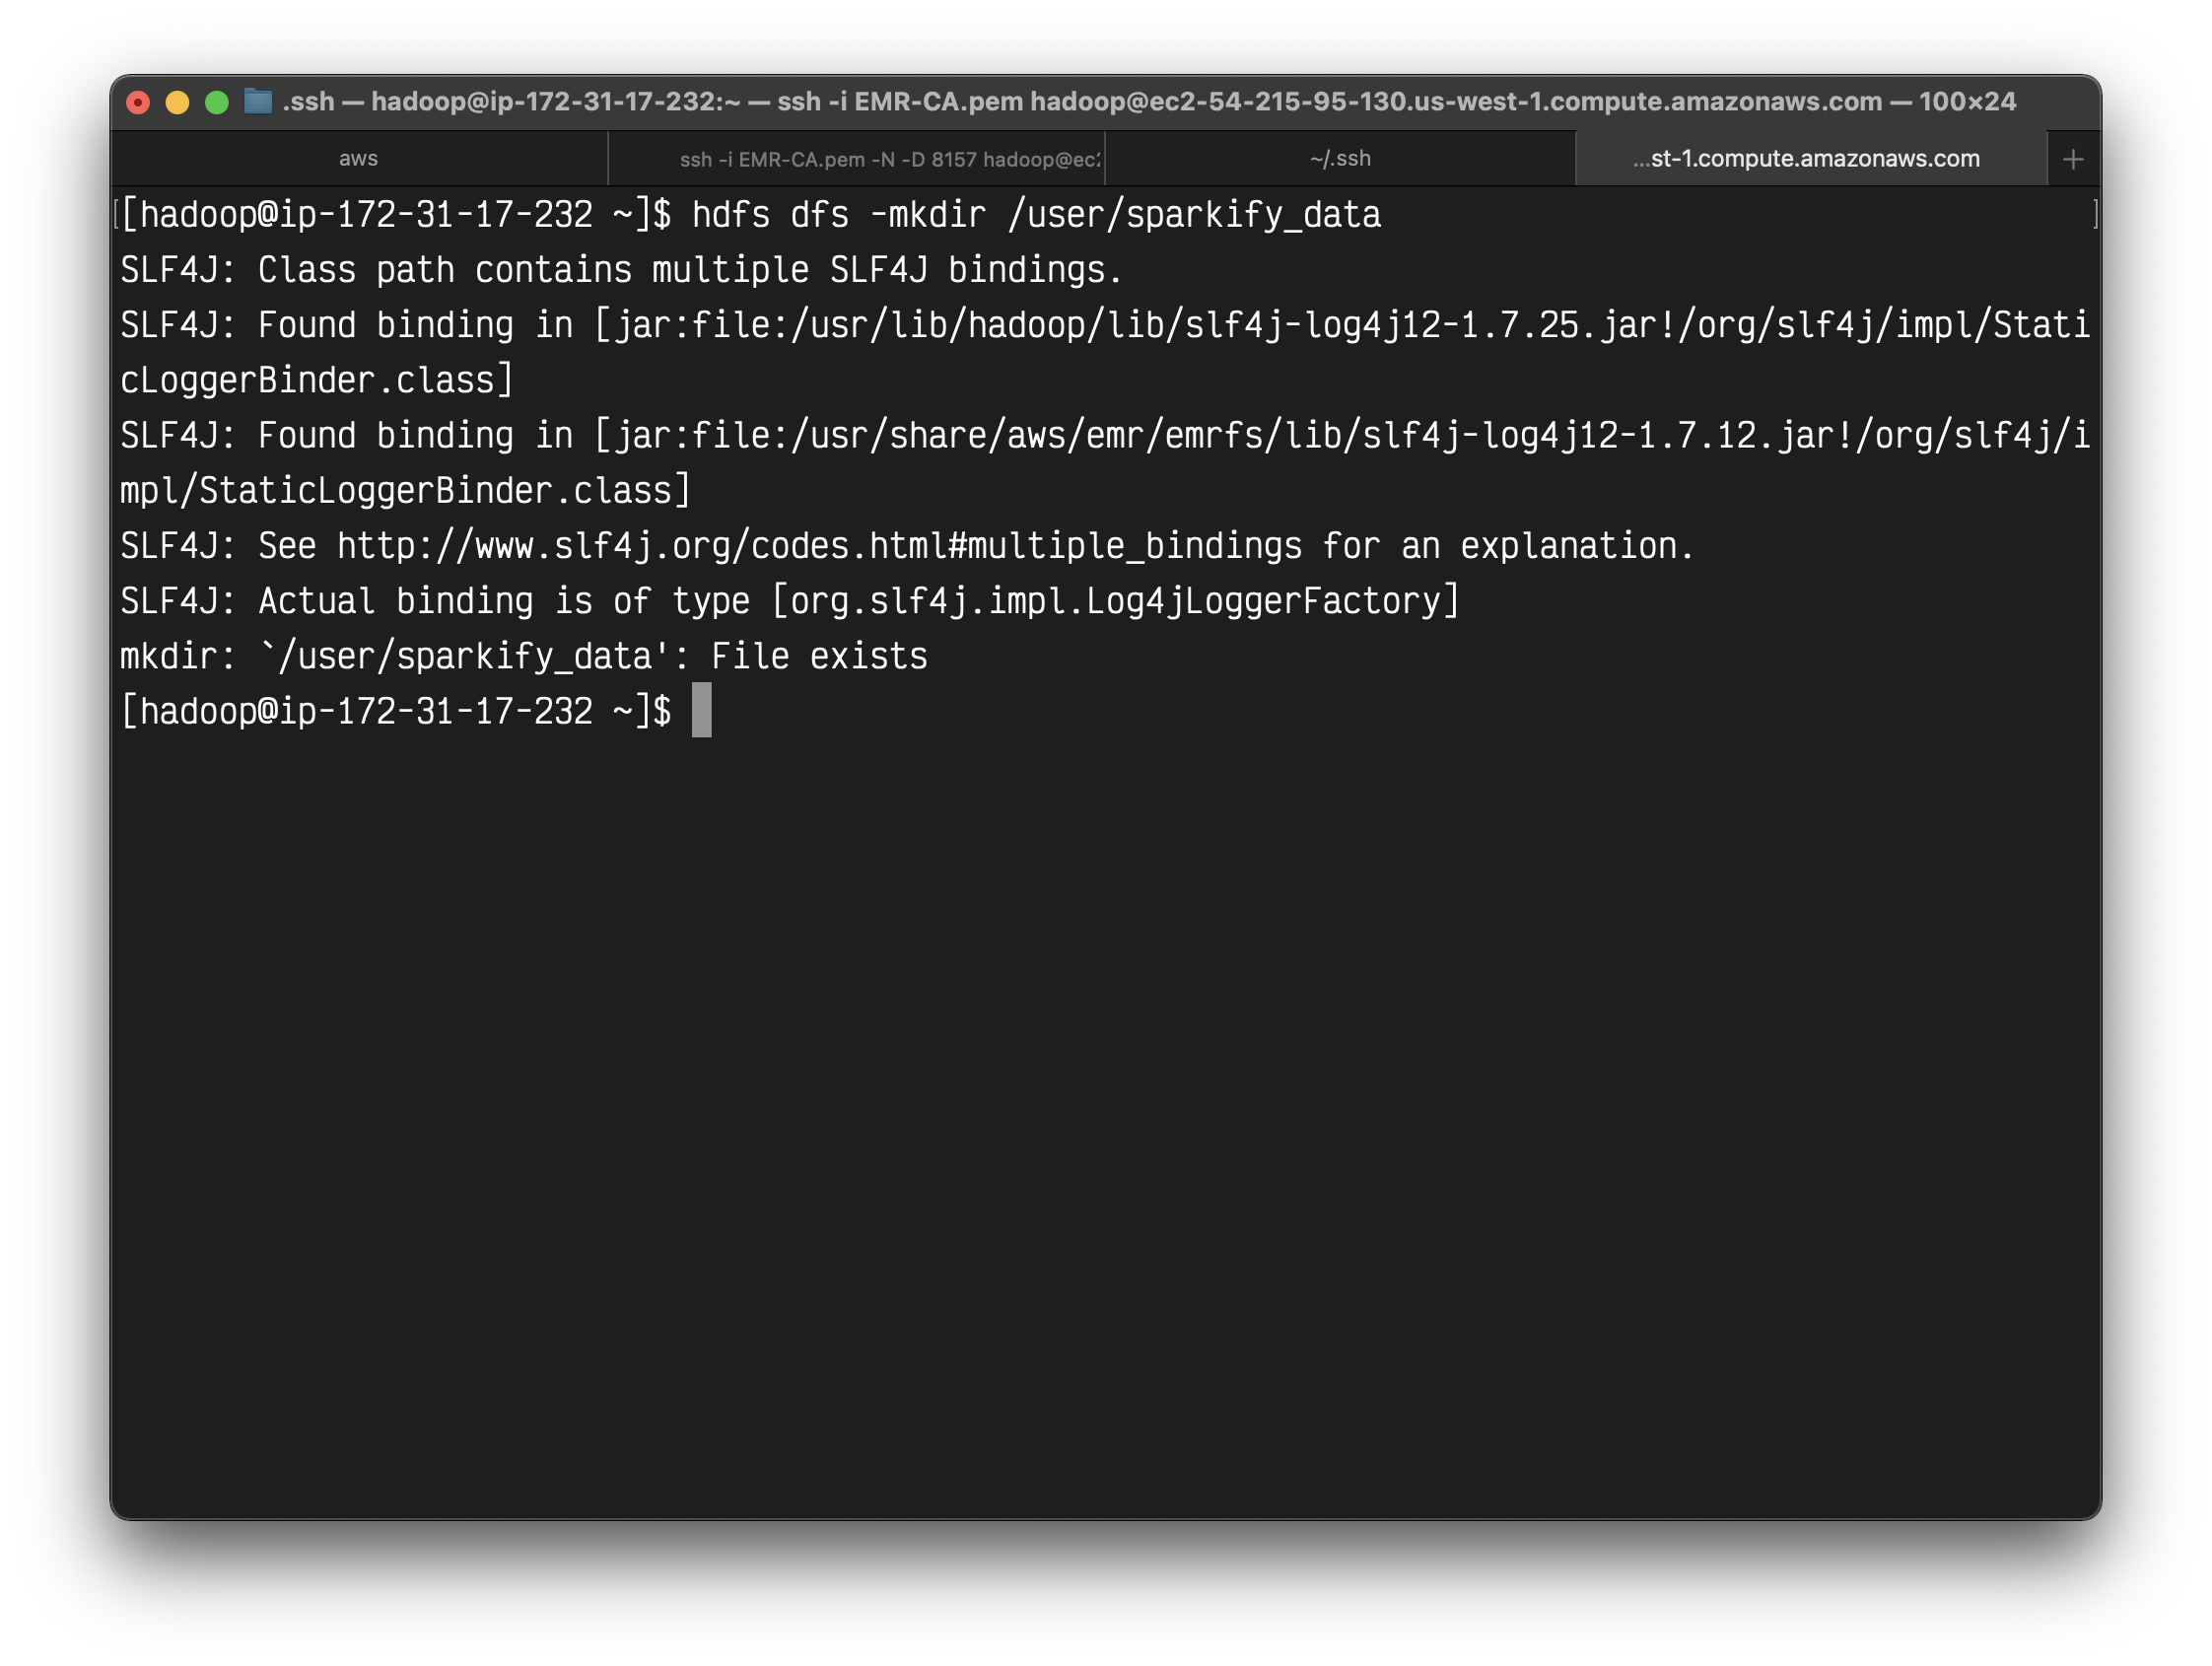 .ssh — hadoop@ip-172-31-17-232:~ — ssh -i EMR-CA.pem hadoop@ec2-54-215-95-130.us-west-1.compute.amazonaws.com — 100×24
aws
ssh -i EMR-CA.pem -N -D 8157 hadoop@ec2
~/.ssh
...st-1.compute.amazonaws.com
+
[[hadoop@ip-172-31-17-232 ~]$ hdfs dfs -mkdir /user/sparkify_data ]
SLF4J: Class path contains multiple SLF4J bindings.
SLF4J: Found binding in [jar:file:/usr/lib/hadoop/lib/slf4j-log4j12-1.7.25.jar!/org/slf4j/impl/Stati
cLoggerBinder.class]
SLF4J: Found binding in [jar:file:/usr/share/aws/emr/emrfs/lib/slf4j-log4j12-1.7.12.jar!/org/slf4j/i
mpl/StaticLoggerBinder.class]
SLF4J: See http://www.slf4j.org/codes.html#multiple_bindings for an explanation.
SLF4J: Actual binding is of type [org.slf4j.impl.Log4jLoggerFactory]
mkdir: `/user/sparkify_data': File exists
[hadoop@ip-172-31-17-232 ~]$